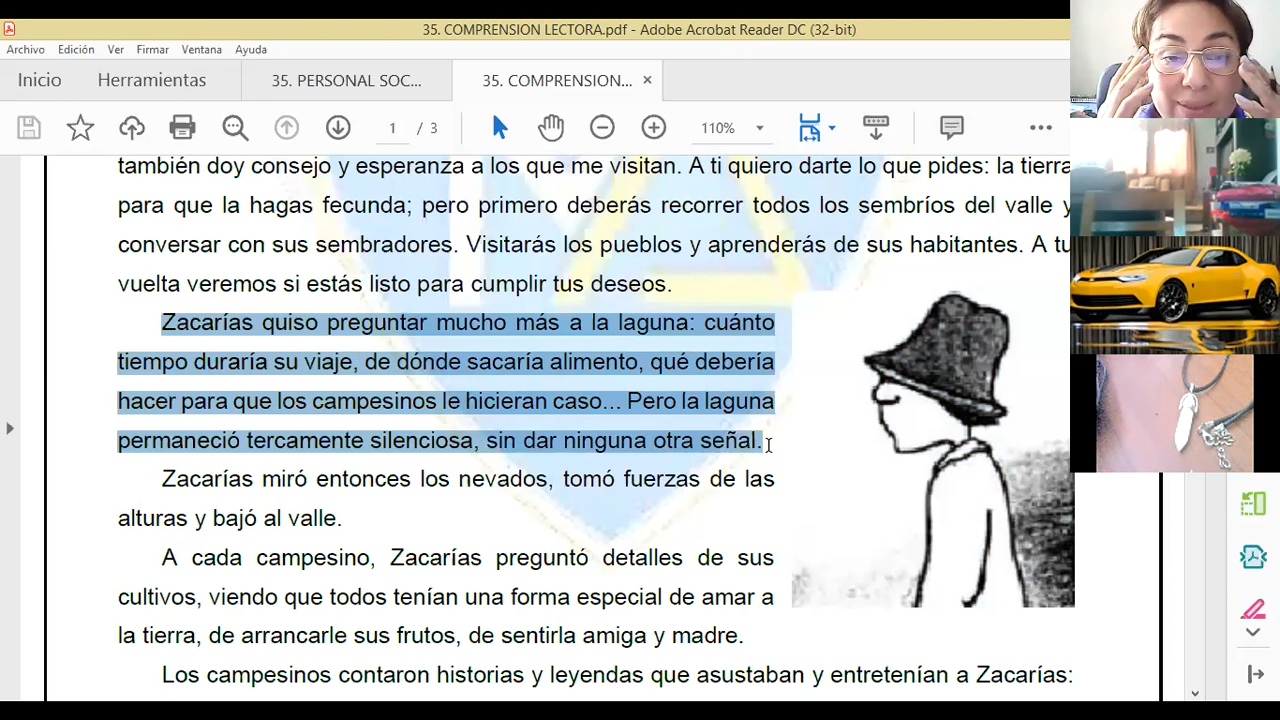 35. COMPRENSION LECTORA.pdf - Adobe Acrobat Reader DC (32-bit)
Archivo Edición Ver Firmar Ventana Ayuda
Inicio Herramientas 35. PERSONAL SOC... 35. COMPRENSION... ×
1 / 3 110%
también doy consejo y esperanza a los que me visitan. A ti quiero darte lo que pides: la tierra
para que la hagas fecunda; pero primero deberás recorrer todos los sembríos del valle y
conversar con sus sembradores. Visitarás los pueblos y aprenderás de sus habitantes. A tu
vuelta veremos si estás listo para cumplir tus deseos.
Zacarías quiso preguntar mucho más a la laguna: cuánto
tiempo duraría su viaje, de dónde sacaría alimento, qué debería
hacer para que los campesinos le hicieran caso... Pero la laguna
permaneció tercamente silenciosa, sin dar ninguna otra señal.
Zacarías miró entonces los nevados, tomó fuerzas de las
alturas y bajó al valle.
A cada campesino, Zacarías preguntó detalles de sus
cultivos, viendo que todos tenían una forma especial de amar a
la tierra, de arrancarle sus frutos, de sentirla amiga y madre.
Los campesinos contaron historias y leyendas que asustaban y entretenían a Zacarías: